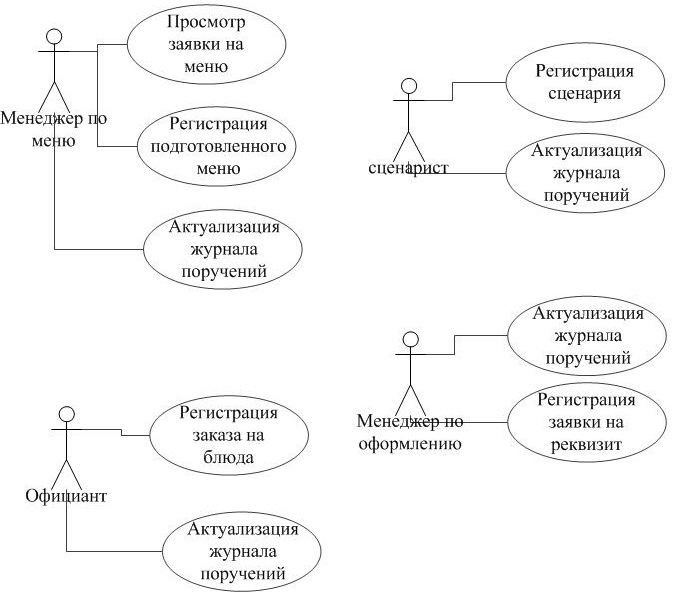 Просмотр
заявки на
меню
Менеджер по
меню
Регистрация
подготовленного
меню
Актуализация
журнала
поручений
Регистрация
сценария
сценарист
Актуализация
журнала
поручений
Актуализация
журнала
поручений
Менеджер по
оформлению
Регистрация
заявки на
реквизит
Регистрация
заказа на
блюда
Официант
Актуализация
журнала
поручений